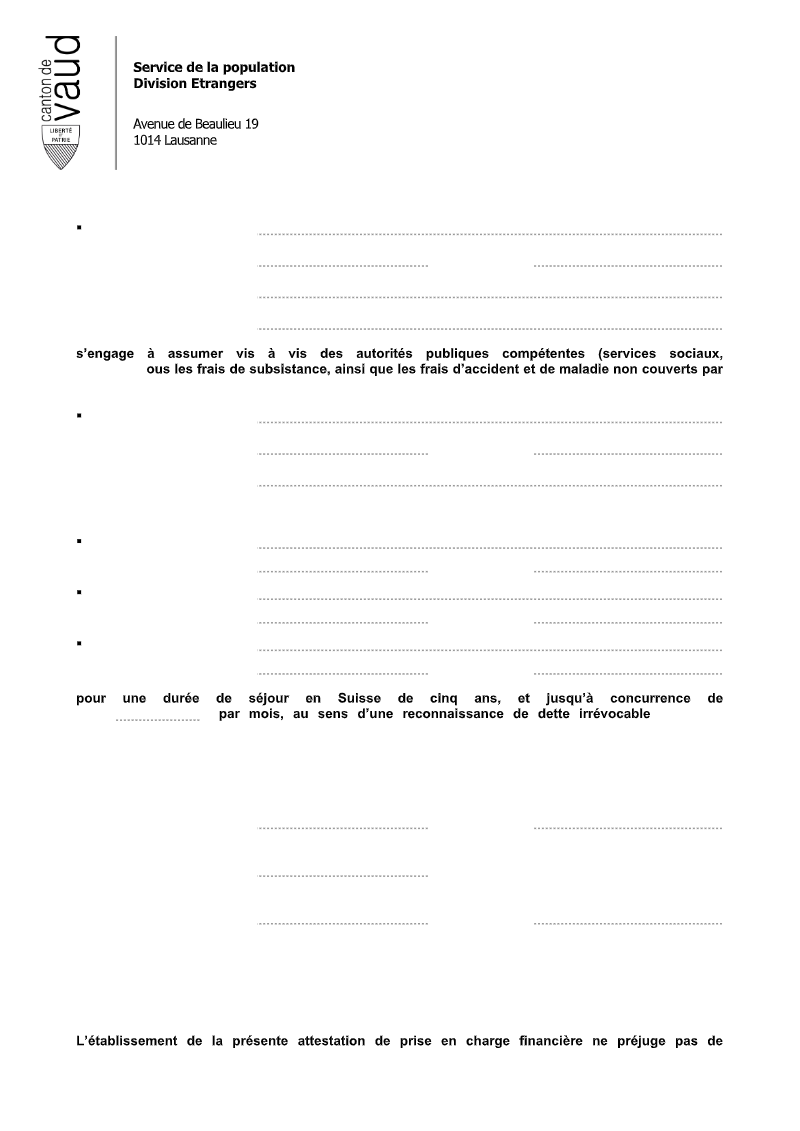 canton de
vaud
LIBERTÉ
ET
PATRIE
Service de la population
Division Etrangers
Avenue de Beaulieu 19
1014 Lausanne
s'engage à assumer vis à vis des autorités publiques compétentes (services sociaux,
ous les frais de subsistance, ainsi que les frais d'accident et de maladie non couverts par
pour une durée de séjour en Suisse de cinq ans, et jusqu'à concurrence de
par mois, au sens d'une reconnaissance de dette irrévocable
L'établissement de la présente attestation de prise en charge financière ne préjuge pas de